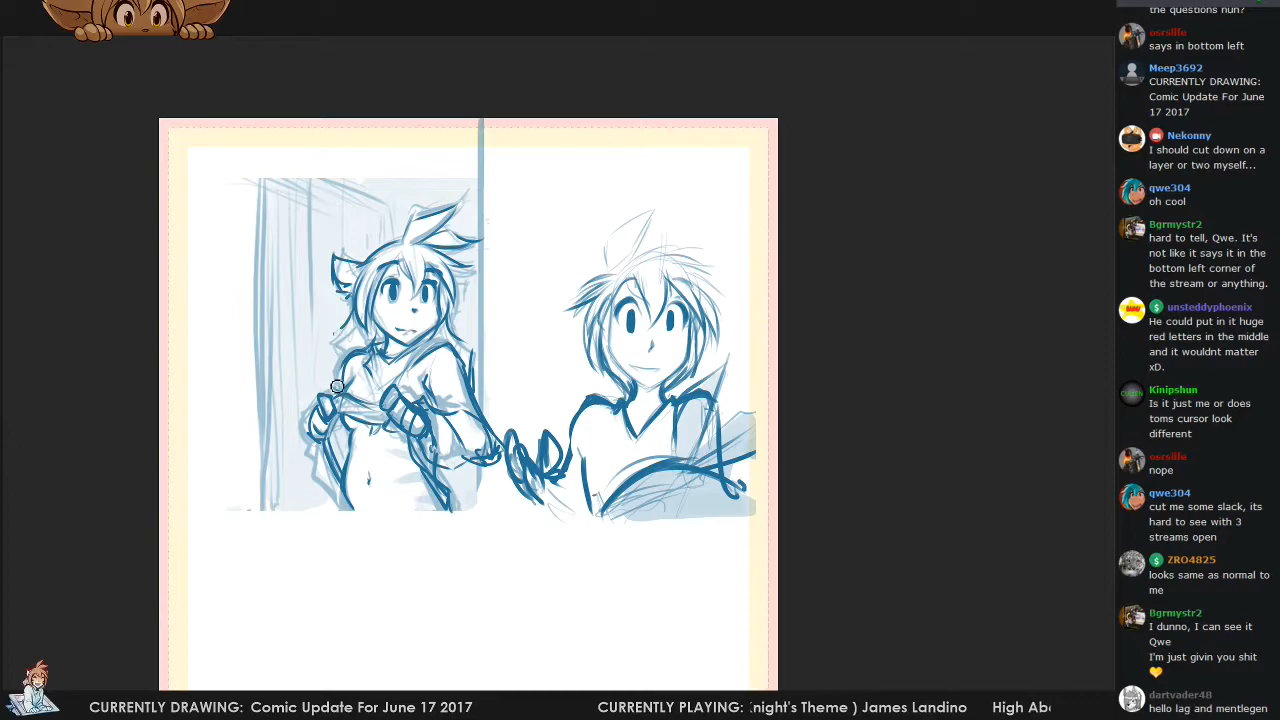 the questions huh?
osrslife
says in bottom left
Meep3692
CURRENTLY DRAWING:
Comic Update For June
17 2017
Nekonny
I should cut down on a
layer or two myself...
qwe304
oh cool
Bgrmystr2
hard to tell, Qwe. It's
not like it says it in the
bottom left corner of
the stream or anything.
unsteddyphoenix
He could put in it huge
red letters in the middle
and it wouldnt matter
xD.
Kinipshun
Is it just me or does
toms cursor look
different
osrslife
nope
qwe304
cut me some slack, its
hard to see with 3
streams open
ZRO4825
looks same as normal to
me
Bgrmystr2
I dunno, I can see it
Qwe
I'm just givin you shit
dartvader48
hello lag and mentlegen
CURRENTLY DRAWING: Comic Update For June 17 2017
CURRENTLY PLAYING: night's Theme ) James Landino High Abo